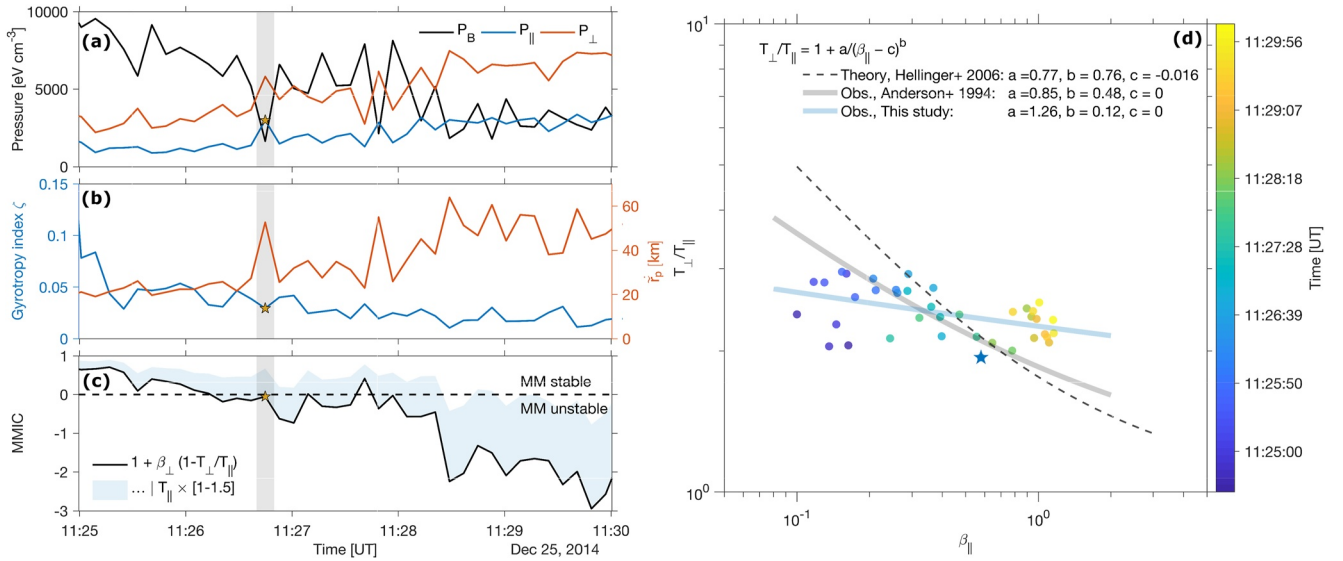 (a)
P_B P_∥ P_⊥
Pressure [eV cm⁻³]
10000
5000
0
(b)
Gyrotropy index ζ
0.15
0.1
0.05
0
60
40
20
0
r̆_p [km]
(c)
MMIC
1
0
-1
-2
-3
MM stable
MM unstable
1 + β_⊥ (1-T_⊥/T_∥)
... | T_∥ × [1-1.5]
11:25 11:26 11:27 11:28 11:29 11:30
Time [UT]
Dec 25, 2014
(d)
T_⊥/T_∥ = 1 + a/(β_∥ – c)^b
Theory, Hellinger+ 2006: a =0.77, b = 0.76, c = -0.016
Obs., Anderson+ 1994: a =0.85, b = 0.48, c = 0
Obs., This study: a =1.26, b = 0.12, c = 0
T_⊥/T_∥
10¹
10⁰
10⁻¹ 10⁰
β_∥
11:29:56
11:29:07
11:28:18
11:27:28
11:26:39
11:25:50
11:25:00
Time [UT]